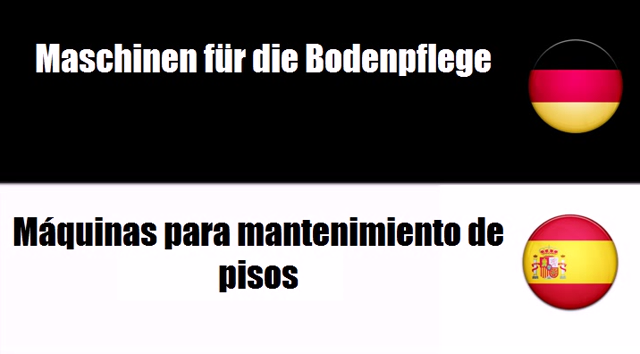 Maschinen für die Bodenpflege
Máquinas para mantenimiento de
pisos